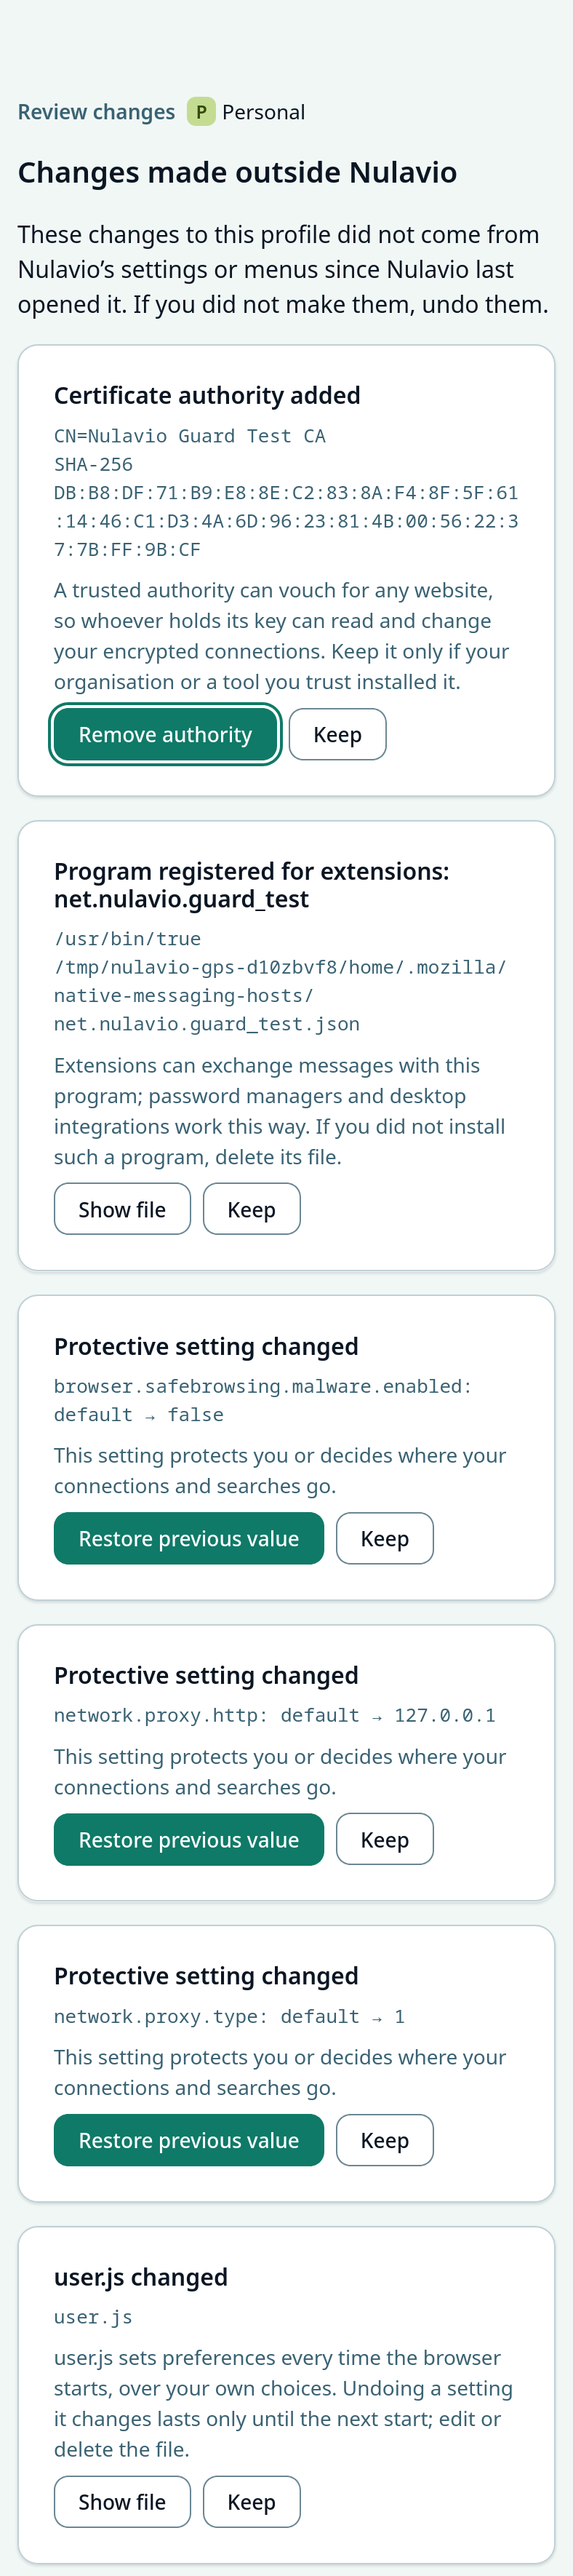 Review changes P Personal
Changes made outside Nulavio
These changes to this profile did not come from
Nulavio’s settings or menus since Nulavio last
opened it. If you did not make them, undo them.
Certificate authority added
CN=Nulavio Guard Test CA
SHA-256
DB:B8:DF:71:B9:E8:8E:C2:83:8A:F4:8F:5F:61
:14:46:C1:D3:4A:6D:96:23:81:4B:00:56:22:3
7:7B:FF:9B:CF
A trusted authority can vouch for any website,
so whoever holds its key can read and change
your encrypted connections. Keep it only if your
organisation or a tool you trust installed it.
Remove authority Keep
Program registered for extensions:
net.nulavio.guard_test
/usr/bin/true
/tmp/nulavio-gps-d10zbvf8/home/.mozilla/
native-messaging-hosts/
net.nulavio.guard_test.json
Extensions can exchange messages with this
program; password managers and desktop
integrations work this way. If you did not install
such a program, delete its file.
Show file Keep
Protective setting changed
browser.safebrowsing.malware.enabled:
default → false
This setting protects you or decides where your
connections and searches go.
Restore previous value Keep
Protective setting changed
network.proxy.http: default → 127.0.0.1
This setting protects you or decides where your
connections and searches go.
Restore previous value Keep
Protective setting changed
network.proxy.type: default → 1
This setting protects you or decides where your
connections and searches go.
Restore previous value Keep
user.js changed
user.js
user.js sets preferences every time the browser
starts, over your own choices. Undoing a setting
it changes lasts only until the next start; edit or
delete the file.
Show file Keep